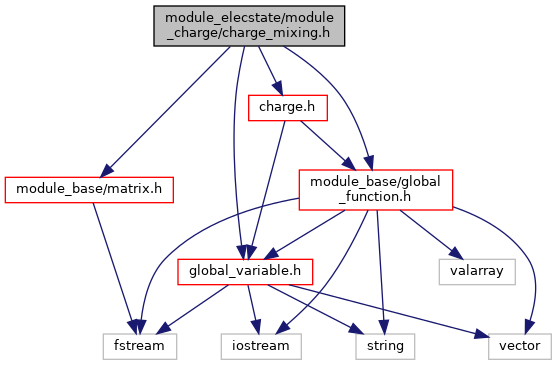 module_elecstate/module
_charge/charge_mixing.h
charge.h
module_base/matrix.h
module_base/global
_function.h
global_variable.h
valarray
fstream
iostream
string
vector